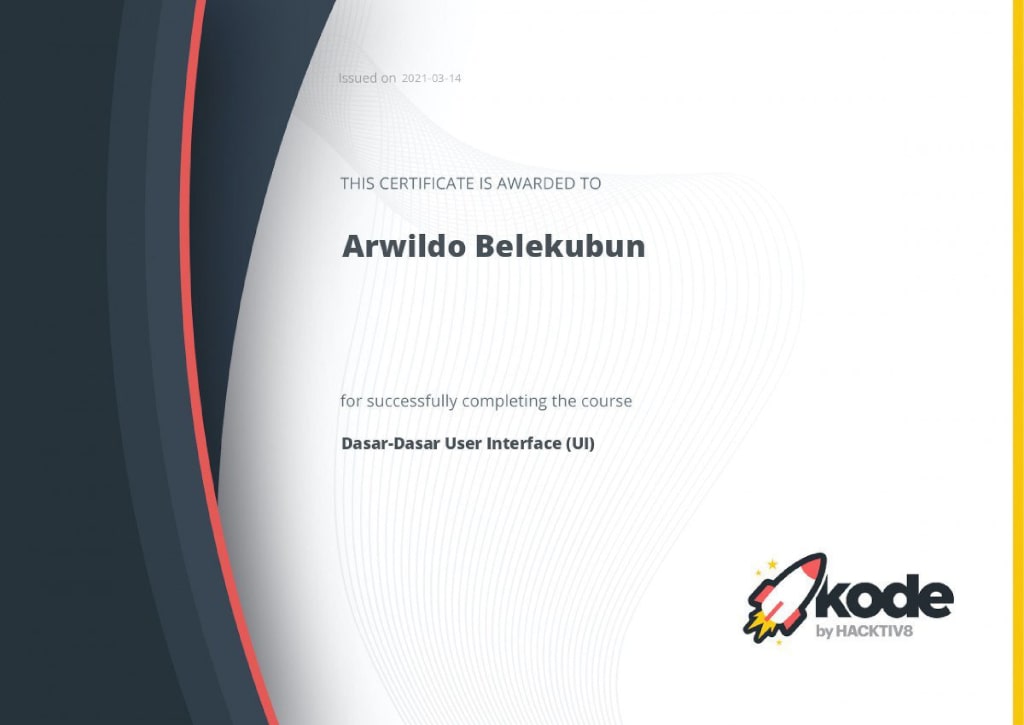 Issued on 2021-03-14
THIS CERTIFICATE IS AWARDED TO
Arwildo Belekubun
for successfully completing the course
Dasar-Dasar User Interface (UI)
kode
by HACKTIV8